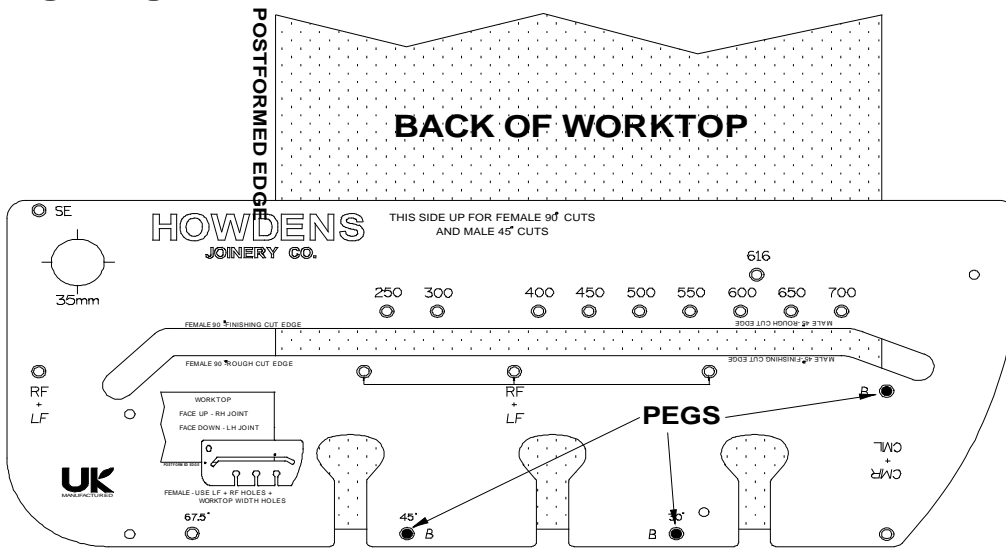 POSTFORMED EDGE
BACK OF WORKTOP
SE
HOWDENS
JOINERY CO.
THIS SIDE UP FOR FEMALE 90° CUTS
AND MALE 45° CUTS
35mm
616
250 300 400 450 500 550 600 650 700
FEMALE 90° FINISHING CUT EDGE
MALE 45°-ROUGH CUT EDGE
FEMALE 90° ROUGH CUT EDGE
MALE 45°-FINISHING CUT EDGE
RF
+
LF
RF
+
LF
B
PEGS
WORKTOP
FACE UP - RH JOINT
FACE DOWN - LH JOINT
POSTFORMED EDGE
CML
+
CMR
UK
MANUFACTURED
FEMALE - USE LF + RF HOLES +
WORKTOP WIDTH HOLES
67.5°
45°
B
30°
B